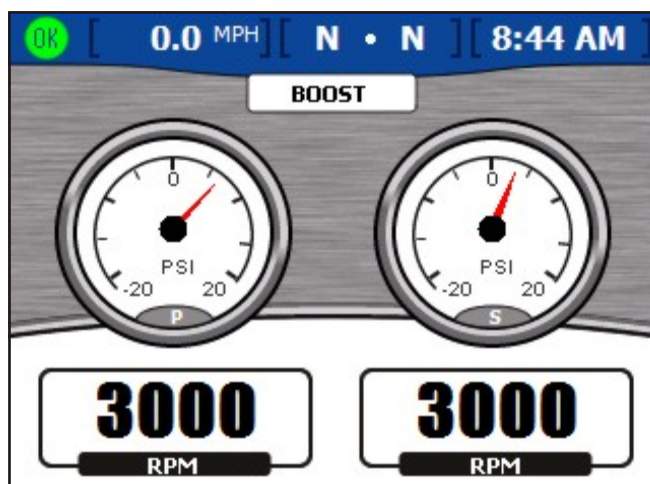 OK [ 0.0 MPH ] [ N • N ] [ 8:44 AM ]
BOOST
0 0
PSI PSI
-20 20 -20 20
P S
3000 3000
RPM RPM